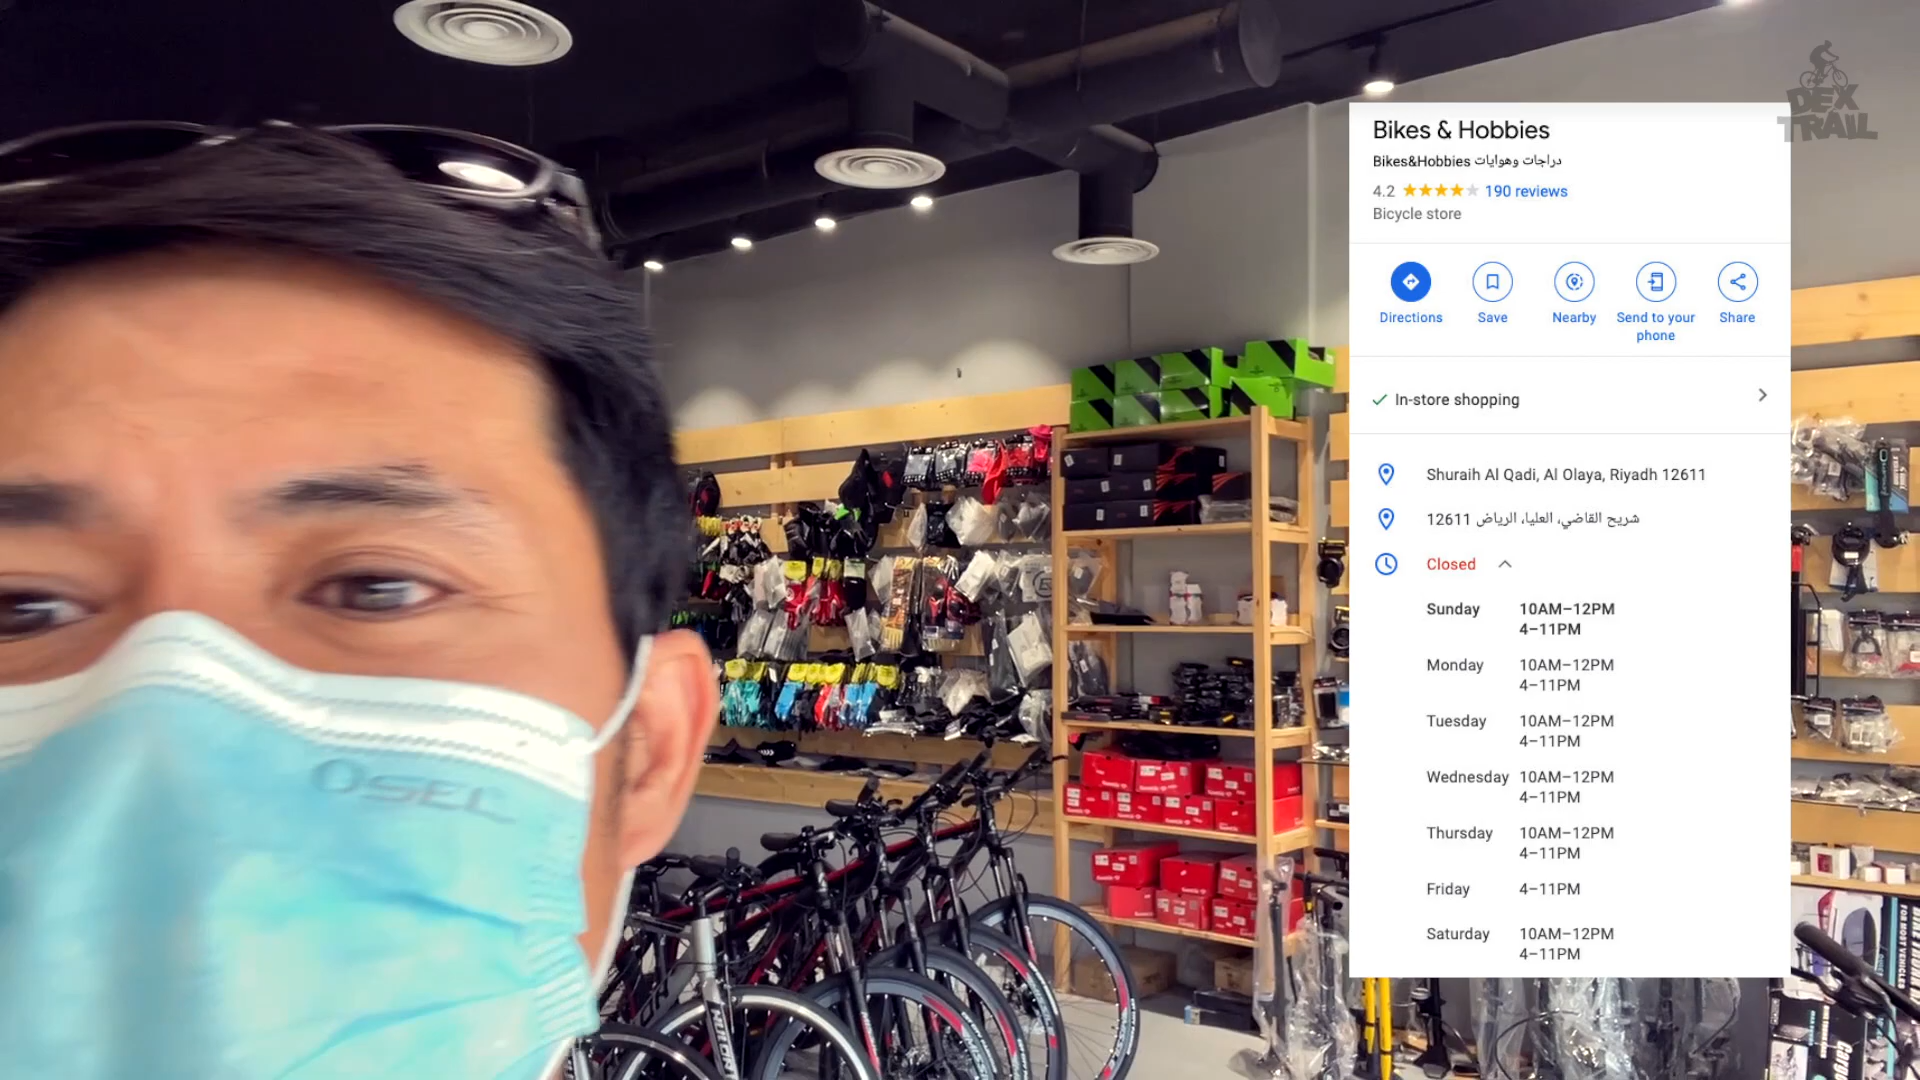 DEX
TRAIL
Bikes & Hobbies
Bikes&Hobbies دراجات وهوايات
4.2 190 reviews
Bicycle store
Directions
Save
Nearby
Send to your
phone
Share
In-store shopping
Shuraih Al Qadi, Al Olaya, Riyadh 12611
شريح القاضي، العليا، الرياض 12611
Closed
Sunday 10AM–12PM
4–11PM
Monday 10AM–12PM
4–11PM
Tuesday 10AM–12PM
4–11PM
Wednesday 10AM–12PM
4–11PM
Thursday 10AM–12PM
4–11PM
Friday 4–11PM
Saturday 10AM–12PM
4–11PM